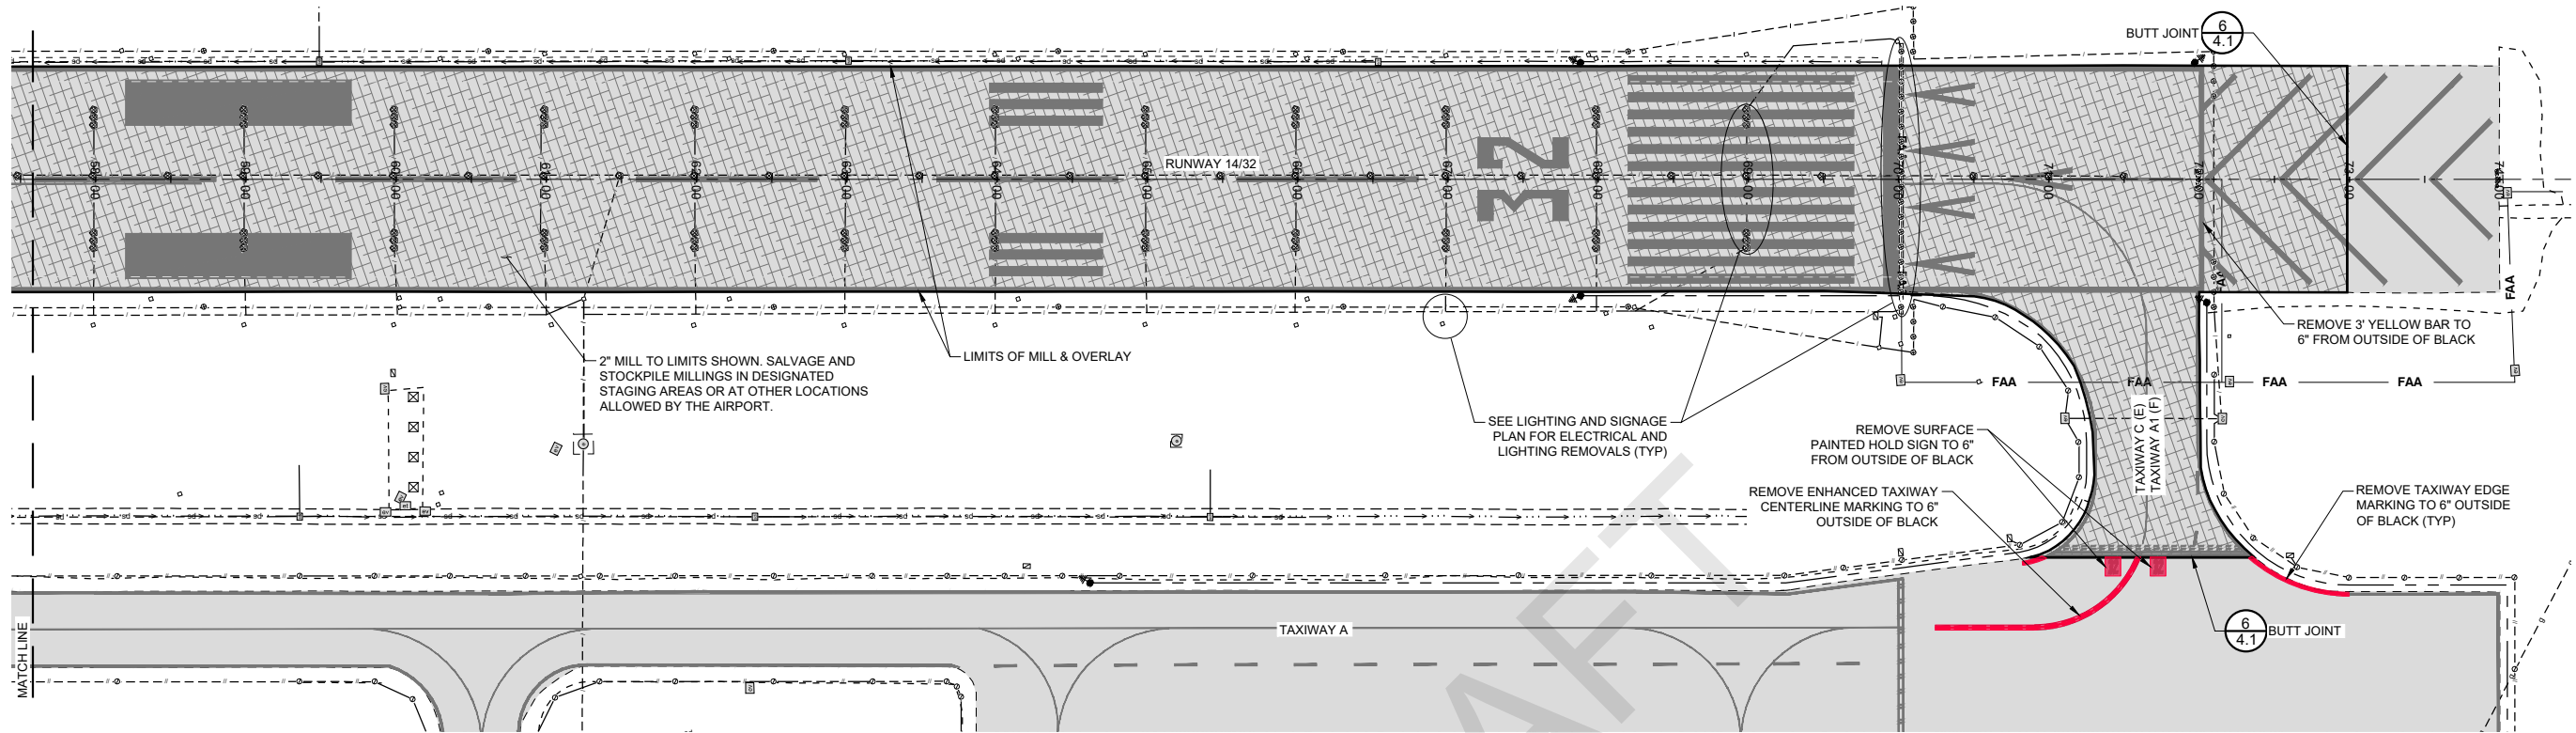 BUTT JOINT
6
4.1
RUNWAY 14/32
32
2" MILL TO LIMITS SHOWN. SALVAGE AND
STOCKPILE MILLINGS IN DESIGNATED
STAGING AREAS OR AT OTHER LOCATIONS
ALLOWED BY THE AIRPORT.
LIMITS OF MILL & OVERLAY
SEE LIGHTING AND SIGNAGE
PLAN FOR ELECTRICAL AND
LIGHTING REMOVALS (TYP)
REMOVE 3' YELLOW BAR TO
6" FROM OUTSIDE OF BLACK
FAA
FAA
FAA
FAA
FAA
REMOVE SURFACE
PAINTED HOLD SIGN TO 6"
FROM OUTSIDE OF BLACK
REMOVE ENHANCED TAXIWAY
CENTERLINE MARKING TO 6"
OUTSIDE OF BLACK
TAXIWAY C (E)
TAXIWAY A1 (F)
REMOVE TAXIWAY EDGE
MARKING TO 6" OUTSIDE
OF BLACK (TYP)
MATCH LINE
TAXIWAY A
6
4.1
BUTT JOINT